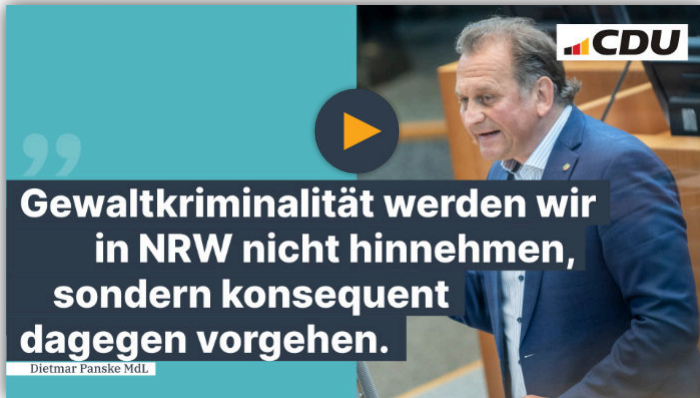 CDU
Gewaltkriminalität werden wir
in NRW nicht hinnehmen,
sondern konsequent
dagegen vorgehen.
Dietmar Panske MdL